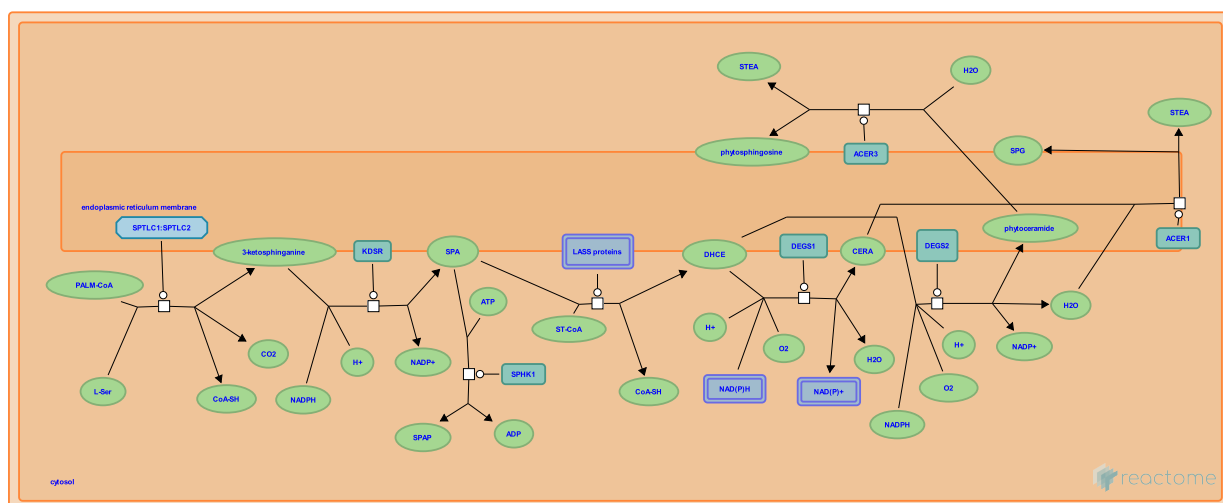 STEA
H2O
STEA
phytosphingosine
ACER3
SPG
endoplasmic reticulum membrane
SPTLC1:SPTLC2
phytoceramide
ACER1
3-ketosphinganine
KDSR
SPA
LASS proteins
DHCE
DEGS1
CERA
DEGS2
PALM-CoA
ATP
H2O
ST-CoA
H+
O2
H+
NADP+
CO2
H+
NADP+
H2O
SPHK1
L-Ser
CoA-SH
NADPH
CoA-SH
NAD(P)H
NAD(P)+
O2
SPAP
ADP
NADPH
cytosol
reactome